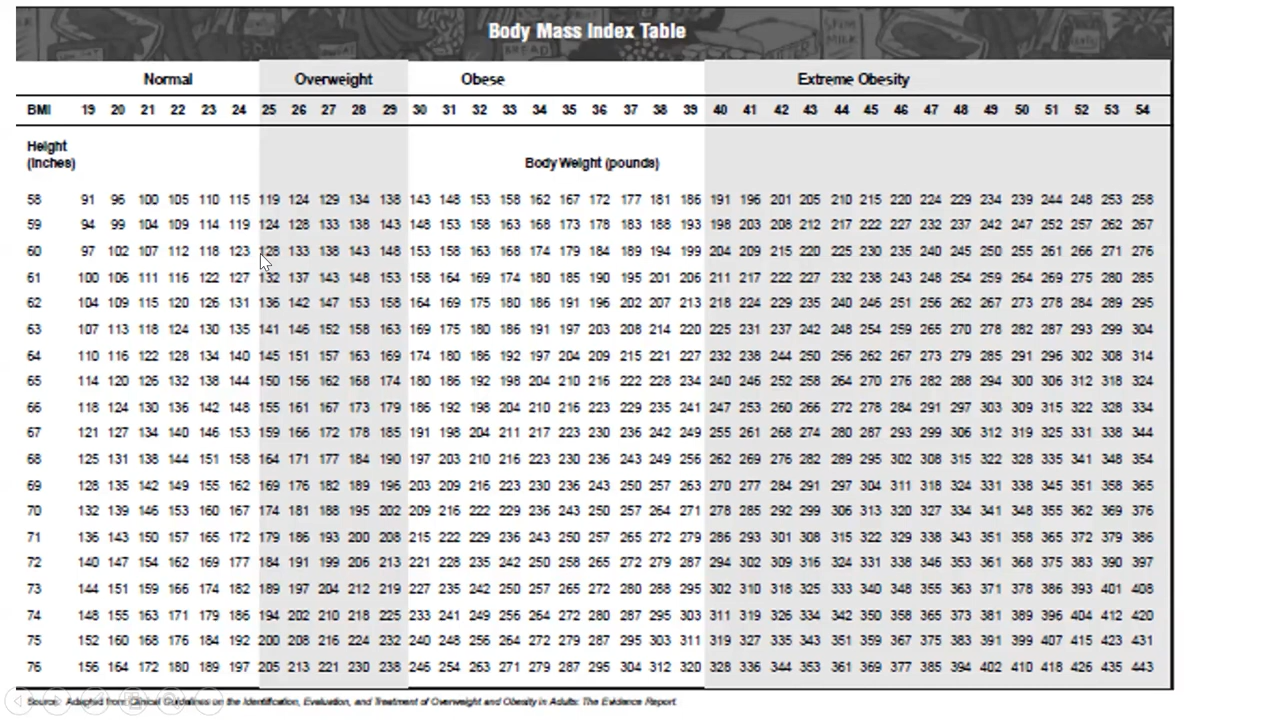 Body Mass Index Table
Normal Overweight Obese Extreme Obesity
BMI 19 20 21 22 23 24 25 26 27 28 29 30 31 32 33 34 35 36 37 38 39 40 41 42 43 44 45 46 47 48 49 50 51 52 53 54
Height
(inches) Body Weight (pounds)
58 91 96 100 105 110 115 119 124 129 134 138 143 148 153 158 162 167 172 177 181 186 191 196 201 205 210 215 220 224 229 234 239 244 248 253 258
59 94 99 104 109 114 119 124 128 133 138 143 148 153 158 163 168 173 178 183 188 193 198 203 208 212 217 222 227 232 237 242 247 252 257 262 267
60 97 102 107 112 118 123 128 133 138 143 148 153 158 163 168 174 179 184 189 194 199 204 209 215 220 225 230 235 240 245 250 255 261 266 271 276
61 100 106 111 116 122 127 132 137 143 148 153 158 164 169 174 180 185 190 195 201 206 211 217 222 227 232 238 243 248 254 259 264 269 275 280 285
62 104 109 115 120 126 131 136 142 147 153 158 164 169 175 180 186 191 196 202 207 213 218 224 229 235 240 246 251 256 262 267 273 278 284 289 295
63 107 113 118 124 130 135 141 146 152 158 163 169 175 180 186 191 197 203 208 214 220 225 231 237 242 248 254 259 265 270 278 282 287 293 299 304
64 110 116 122 128 134 140 145 151 157 163 169 174 180 186 192 197 204 209 215 221 227 232 238 244 250 256 262 267 273 279 285 291 296 302 308 314
65 114 120 126 132 138 144 150 156 162 168 174 180 186 192 198 204 210 216 222 228 234 240 246 252 258 264 270 276 282 288 294 300 306 312 318 324
66 118 124 130 136 142 148 155 161 167 173 179 186 192 198 204 210 216 223 229 235 241 247 253 260 266 272 278 284 291 297 303 309 315 322 328 334
67 121 127 134 140 146 153 159 166 172 178 185 191 198 204 211 217 223 230 236 242 249 255 261 268 274 280 287 293 299 306 312 319 325 331 338 344
68 125 131 138 144 151 158 164 171 177 184 190 197 203 210 216 223 230 236 243 249 256 262 269 276 282 289 295 302 308 315 322 328 335 341 348 354
69 128 135 142 149 155 162 169 176 182 189 196 203 209 216 223 230 236 243 250 257 263 270 277 284 291 297 304 311 318 324 331 338 345 351 358 365
70 132 139 146 153 160 167 174 181 188 195 202 209 216 222 229 236 243 250 257 264 271 278 285 292 299 306 313 320 327 334 341 348 355 362 369 376
71 136 143 150 157 165 172 179 186 193 200 208 215 222 229 236 243 250 257 265 272 279 286 293 301 308 315 322 329 338 343 351 358 365 372 379 386
72 140 147 154 162 169 177 184 191 199 206 213 221 228 235 242 250 258 265 272 279 287 294 302 309 316 324 331 338 346 353 361 368 375 383 390 397
73 144 151 159 166 174 182 189 197 204 212 219 227 235 242 250 257 265 272 280 288 295 302 310 318 325 333 340 348 355 363 371 378 386 393 401 408
74 148 155 163 171 179 186 194 202 210 218 225 233 241 249 256 264 272 280 287 295 303 311 319 326 334 342 350 358 365 373 381 389 396 404 412 420
75 152 160 168 176 184 192 200 208 216 224 232 240 248 256 264 272 279 287 295 303 311 319 327 335 343 351 359 367 375 383 391 399 407 415 423 431
76 156 164 172 180 189 197 205 213 221 230 238 246 254 263 271 279 287 295 304 312 320 328 336 344 353 361 369 377 385 394 402 410 418 426 435 443
Source: Adapted from Clinical Guidelines on the Identification, Evaluation, and Treatment of Overweight and Obesity in Adults: The Evidence Report.